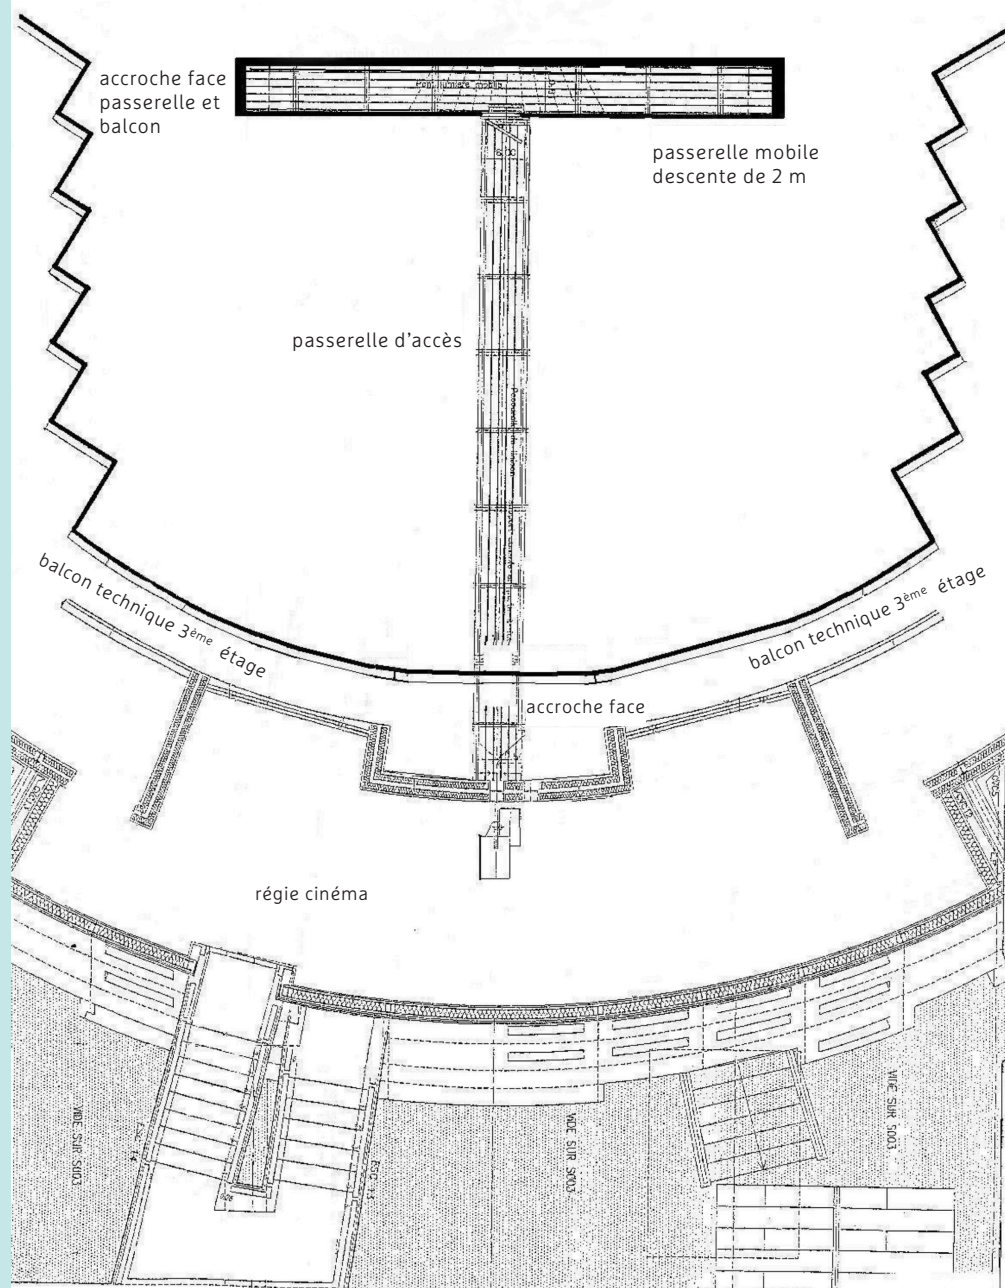 accroche face
passerelle et
balcon
passerelle mobile
descente de 2 m
passerelle d'accès
balcon technique 3ème étage
balcon technique 3ème étage
accroche face
régie cinéma
VIDE SUR S003
VIDE SUR S003
VIDE SUR S003
ESC